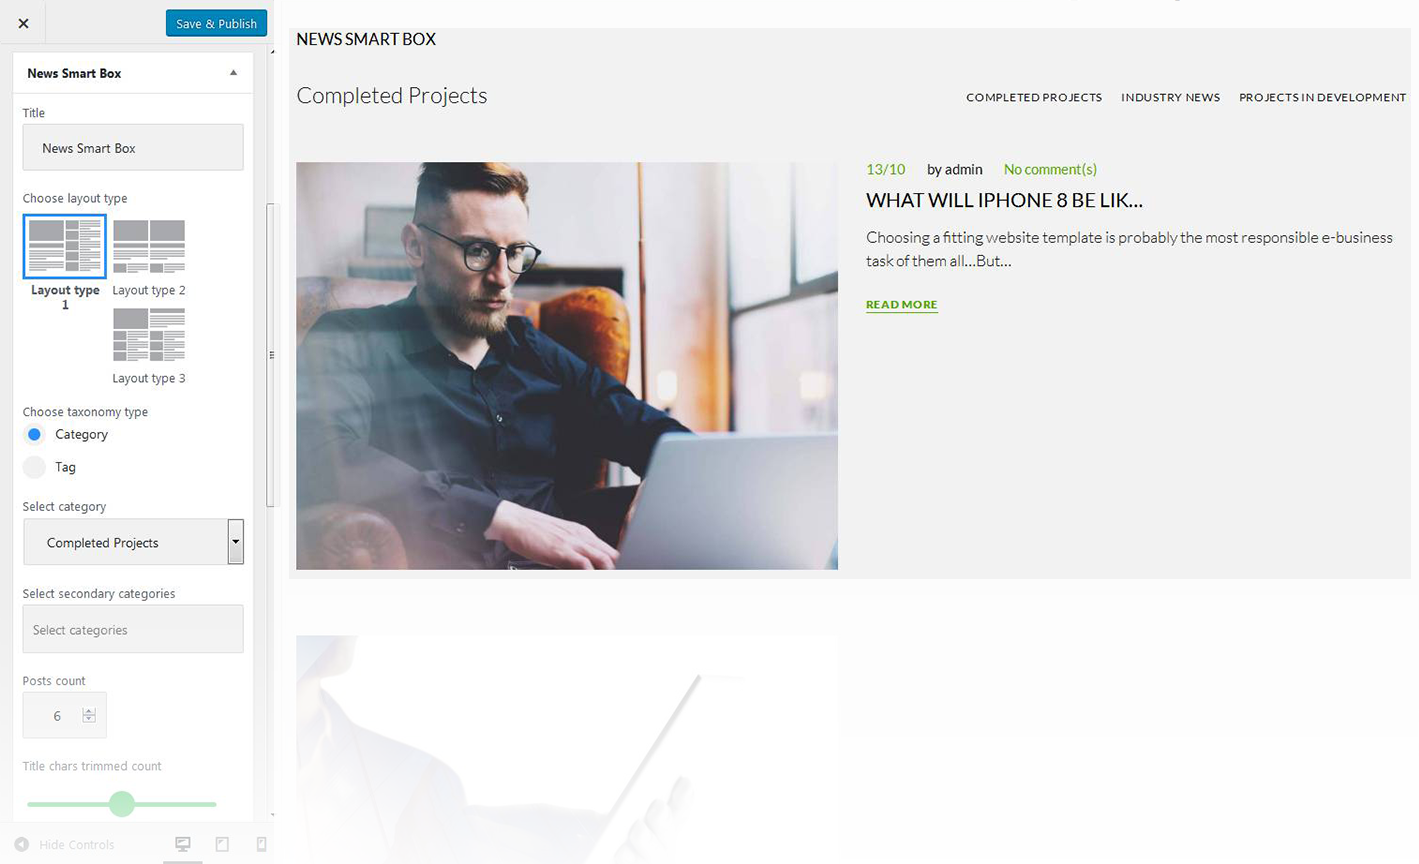 Save & Publish
News Smart Box
Title
News Smart Box
Choose layout type
Layout type 1
Layout type 2
Layout type 3
Choose taxonomy type
Category
Tag
Select category
Completed Projects
Select secondary categories
Select categories
Posts count
6
Title chars trimmed count
Hide Controls
NEWS SMART BOX
Completed Projects
COMPLETED PROJECTS INDUSTRY NEWS PROJECTS IN DEVELOPMENT
13/10 by admin No comment(s)
WHAT WILL IPHONE 8 BE LIK...
Choosing a fitting website template is probably the most responsible e-business
task of them all...But...
READ MORE